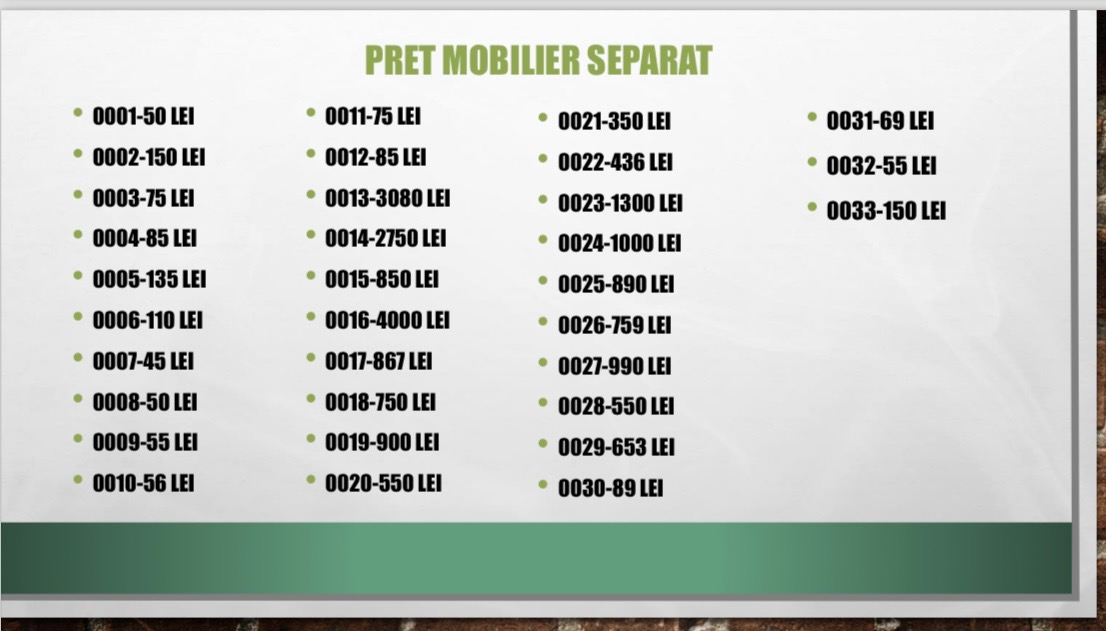 PRET MOBILIER SEPARAT
0001-50 LEI
0002-150 LEI
0003-75 LEI
0004-85 LEI
0005-135 LEI
0006-110 LEI
0007-45 LEI
0008-50 LEI
0009-55 LEI
0010-56 LEI
0011-75 LEI
0012-85 LEI
0013-3080 LEI
0014-2750 LEI
0015-850 LEI
0016-4000 LEI
0017-867 LEI
0018-750 LEI
0019-900 LEI
0020-550 LEI
0021-350 LEI
0022-436 LEI
0023-1300 LEI
0024-1000 LEI
0025-890 LEI
0026-759 LEI
0027-990 LEI
0028-550 LEI
0029-653 LEI
0030-89 LEI
0031-69 LEI
0032-55 LEI
0033-150 LEI